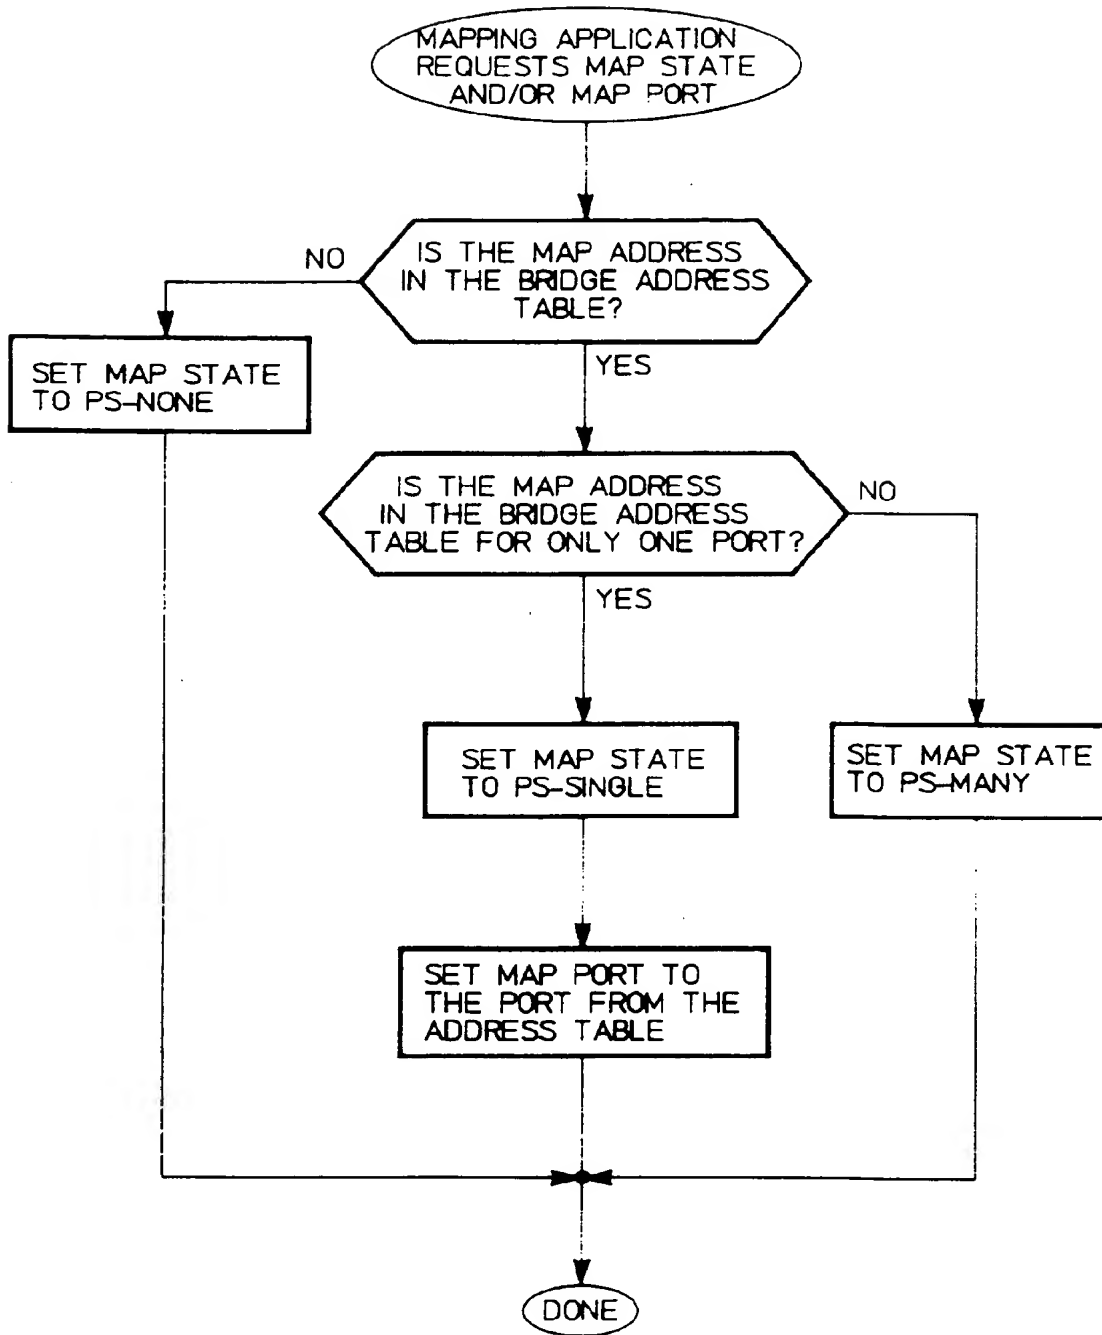 MAPPING APPLICATION
REQUESTS MAP STATE
AND/OR MAP PORT
IS THE MAP ADDRESS
IN THE BRIDGE ADDRESS
TABLE?
NO
YES
SET MAP STATE
TO PS-NONE
IS THE MAP ADDRESS
IN THE BRIDGE ADDRESS
TABLE FOR ONLY ONE PORT?
NO
YES
SET MAP STATE
TO PS-SINGLE
SET MAP STATE
TO PS-MANY
SET MAP PORT TO
THE PORT FROM THE
ADDRESS TABLE
DONE